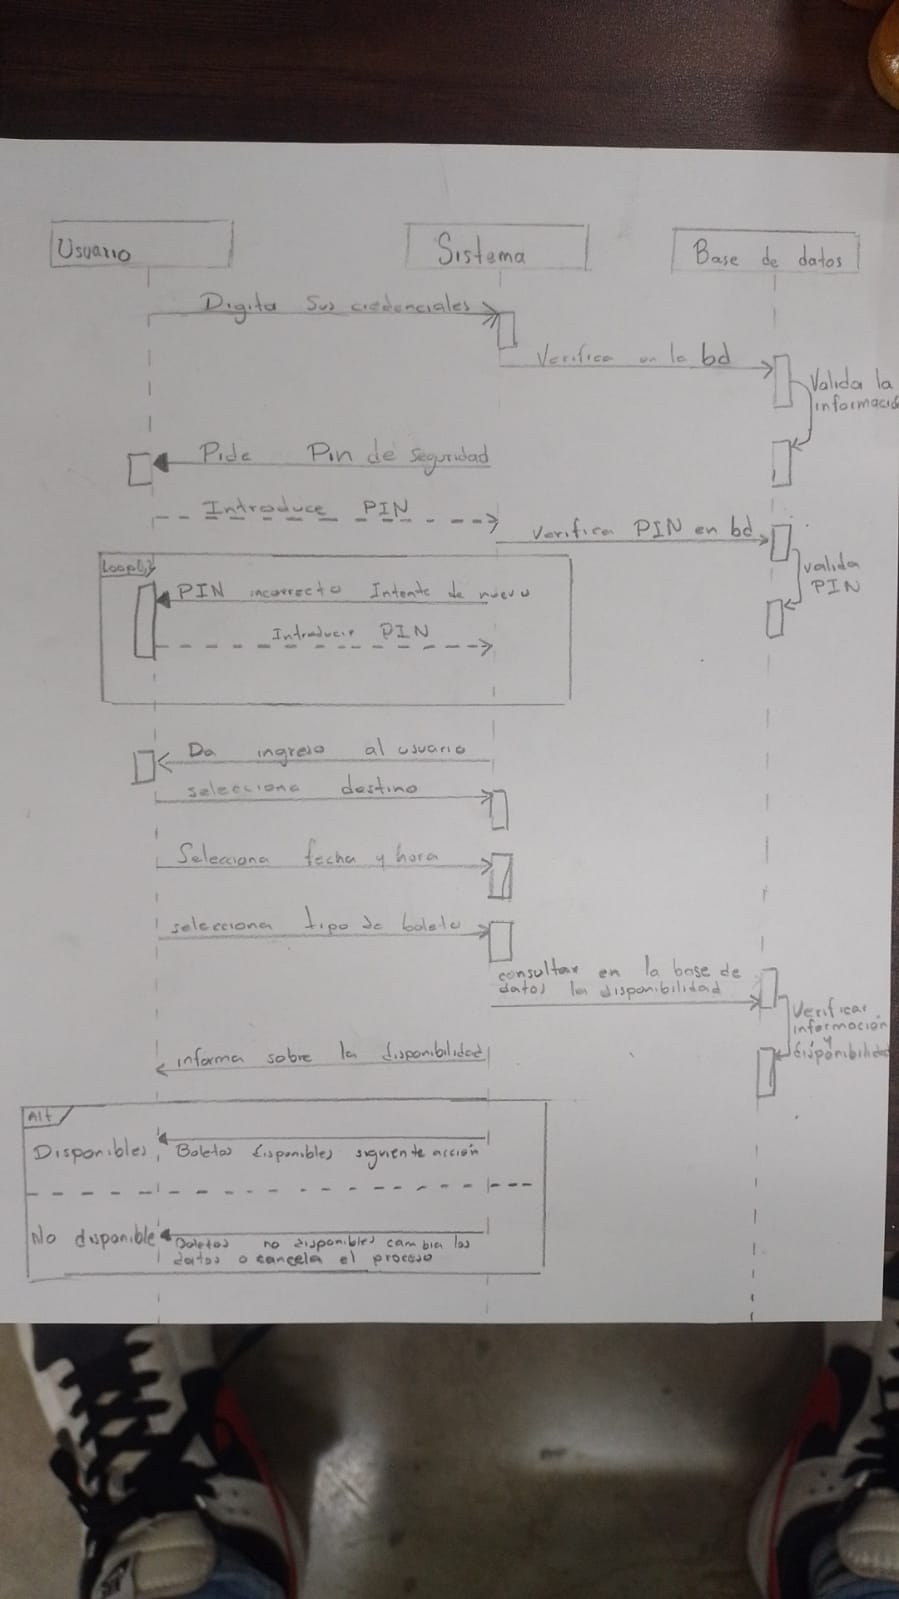 Usuario
Sistema
Base de datos
Digita sus credenciales
Verifica en la bd
Valida la
informació
Pide Pin de seguridad
Introduce PIN
verifica PIN en bd
valida
PIN
PIN incorrecto Intente de nuevo
Introducir PIN
Da ingreso al usuario
selecciona destino
Selecciona fecha y hora
selecciona tipo de boleto
consultar en la base de
datos la disponibilidad
Verificar
información
y
disponibilidad
informa sobre la disponibilidad
Alt
Disponibles
Boletos disponibles siguiente acción
No disponible
Boletos no disponibles cambia los
datos o cancela el proceso